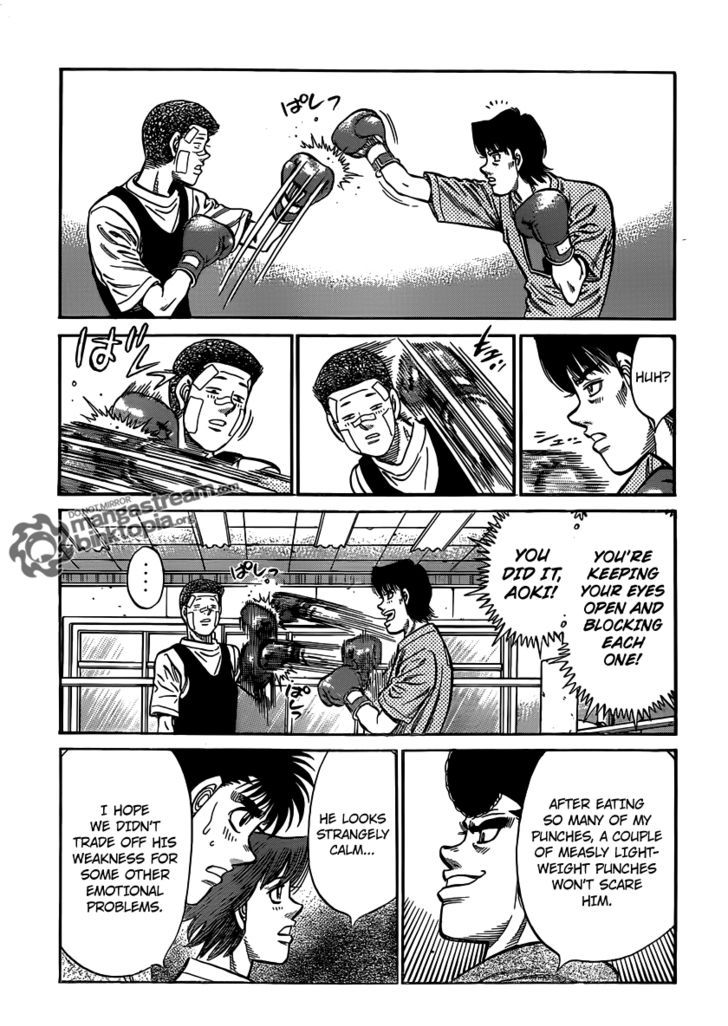 ぱしっ
HUH?
ばし
DO NOT MIRROR
mangastream.com
binktopia.org
YOU'RE
KEEPING
YOUR EYES
OPEN AND
BLOCKING
EACH
ONE!
YOU
DID IT,
AOKI!
ぱしっ
ぱしっ
AFTER EATING
SO MANY OF MY
PUNCHES, A COUPLE
OF MEASLY LIGHT-
WEIGHT PUNCHES
WON'T SCARE
HIM.
HE LOOKS
STRANGELY
CALM...
I HOPE
WE DIDN'T
TRADE OFF HIS
WEAKNESS FOR
SOME OTHER
EMOTIONAL
PROBLEMS.